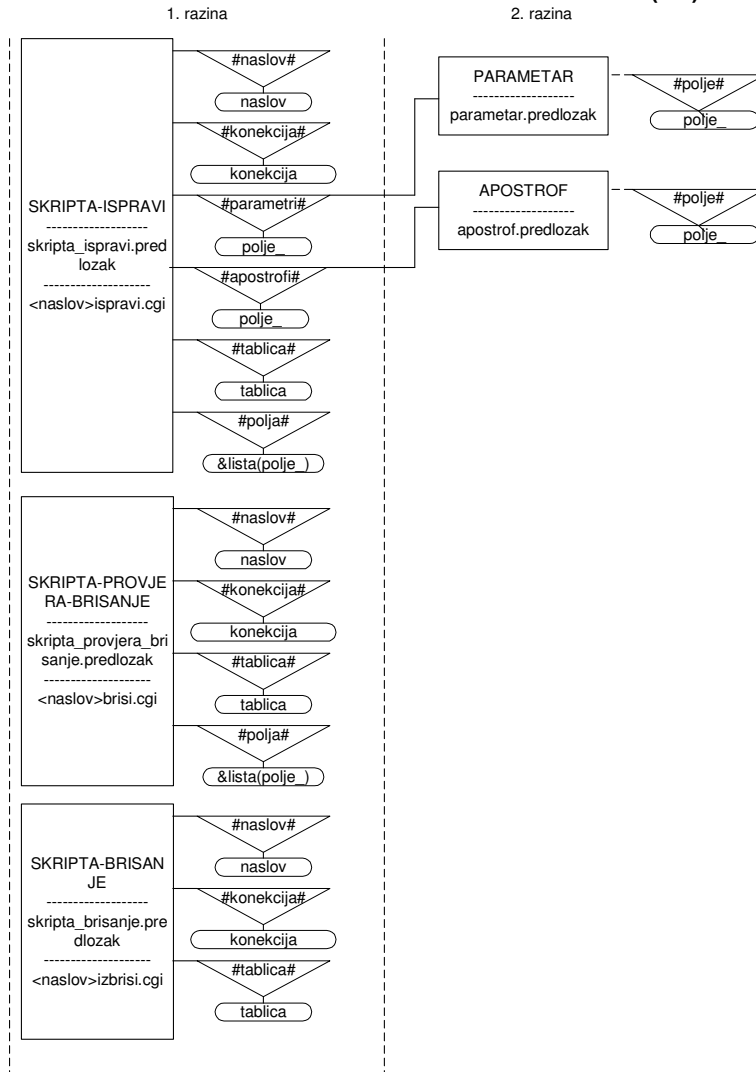 1. razina
2. razina
SKRIPTA-ISPRAVI
-------------------
skripta_ispravi.pred
lozak
--------------------
<naslov>ispravi.cgi
#naslov#
naslov
#konekcija#
konekcija
#parametri#
polje_
#apostrofi#
polje_
#tablica#
tablica
#polja#
&lista(polje_)
PARAMETAR
-------------------
parametar.predlozak
#polje#
polje_
APOSTROF
-------------------
apostrof.predlozak
#polje#
polje_
SKRIPTA-PROVJE
RA-BRISANJE
-------------------
skripta_provjera_bri
sanje.predlozak
--------------------
<naslov>brisi.cgi
#naslov#
naslov
#konekcija#
konekcija
#tablica#
tablica
#polja#
&lista(polje_)
SKRIPTA-BRISAN
JE
-------------------
skripta_brisanje.pre
dlozak
--------------------
<naslov>izbrisi.cgi
#naslov#
naslov
#konekcija#
konekcija
#tablica#
tablica